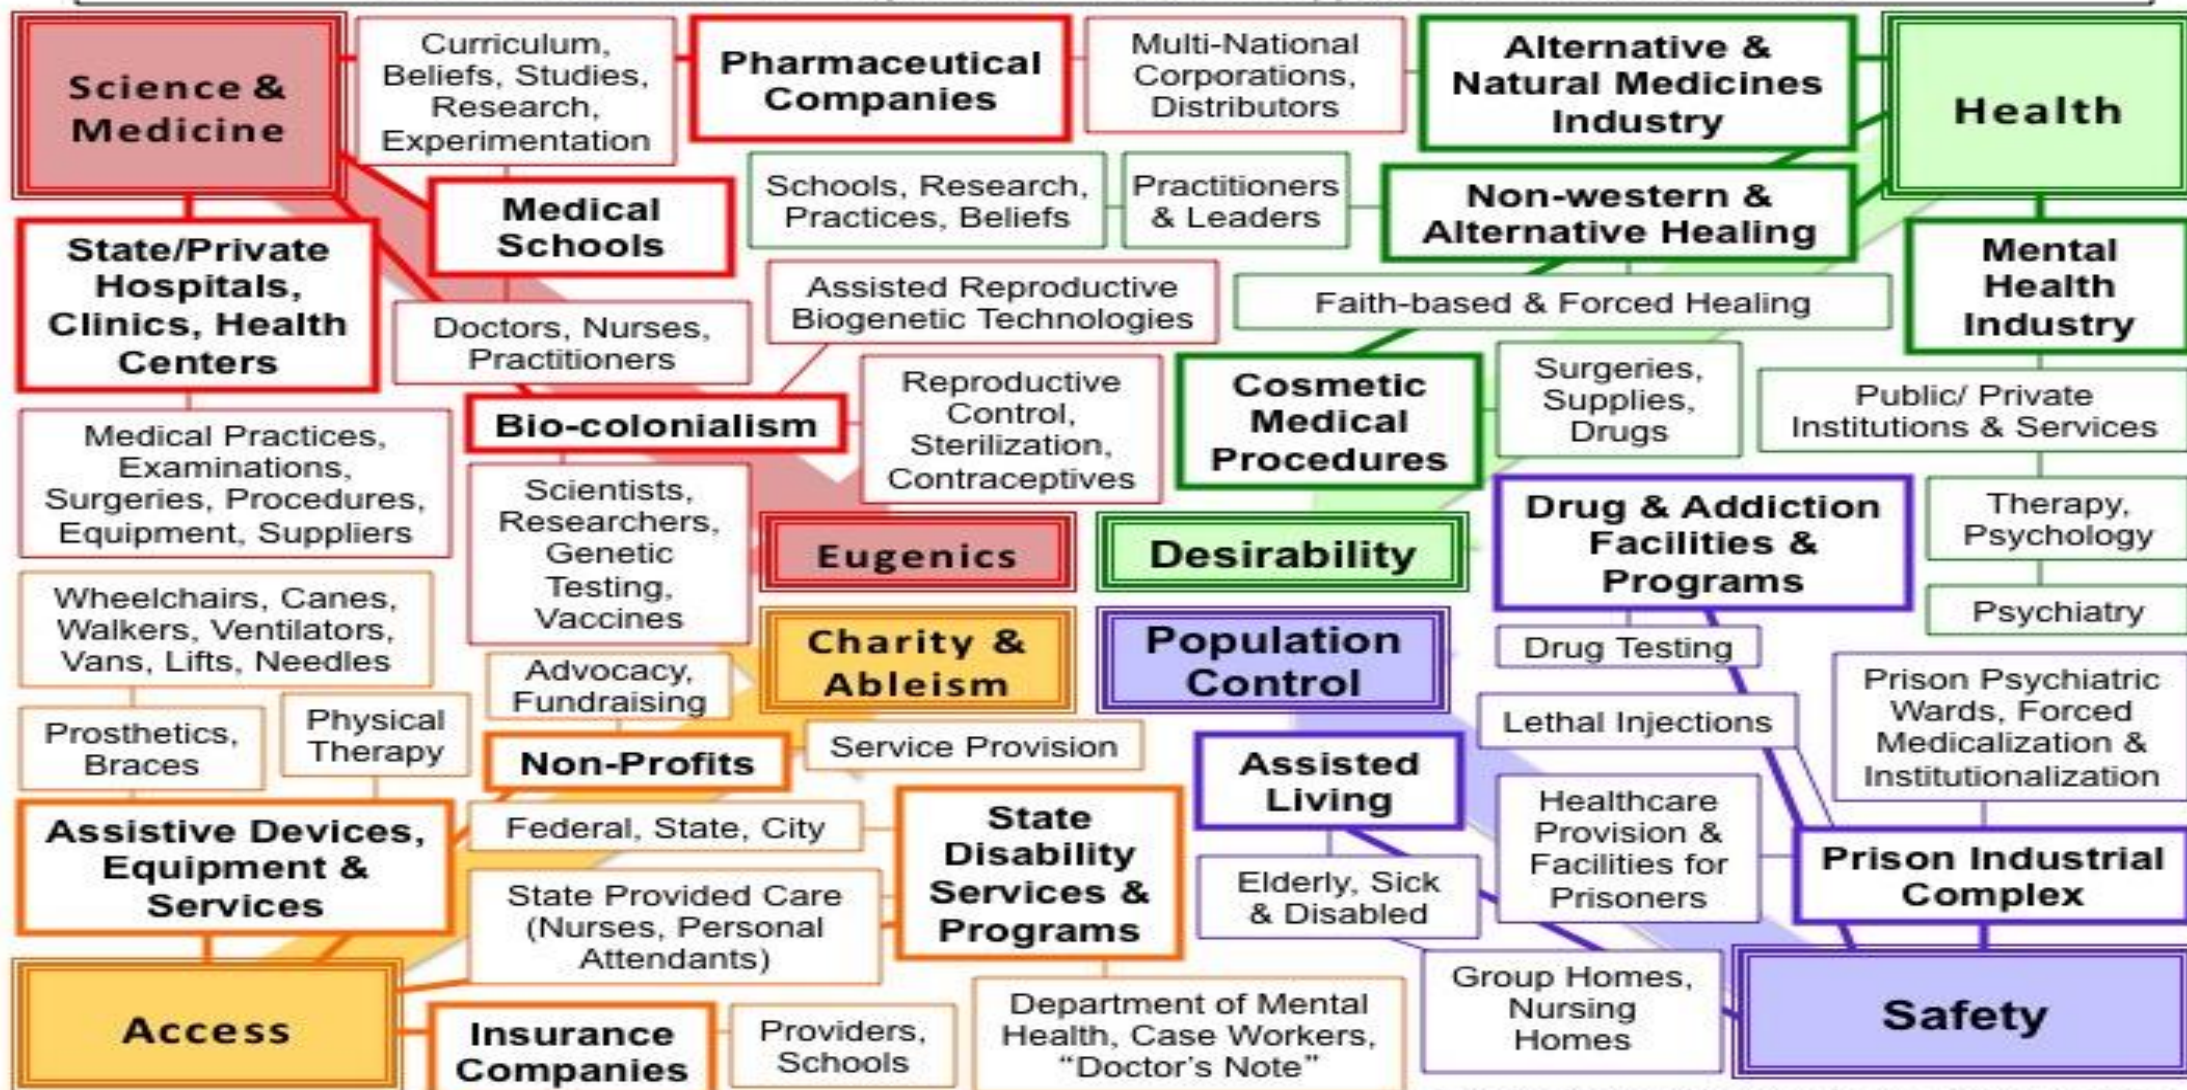 Science &
Medicine
Curriculum,
Beliefs, Studies,
Research,
Experimentation
Pharmaceutical
Companies
Multi-National
Corporations,
Distributors
Alternative &
Natural Medicines
Industry
Health
Medical
Schools
Schools, Research,
Practices, Beliefs
Practitioners
& Leaders
Non-western &
Alternative Healing
State/Private
Hospitals,
Clinics, Health
Centers
Doctors, Nurses,
Practitioners
Assisted Reproductive
Biogenetic Technologies
Faith-based & Forced Healing
Mental
Health
Industry
Bio-colonialism
Reproductive
Control,
Sterilization,
Contraceptives
Cosmetic
Medical
Procedures
Surgeries,
Supplies,
Drugs
Public/ Private
Institutions & Services
Medical Practices,
Examinations,
Surgeries, Procedures,
Equipment, Suppliers
Scientists,
Researchers,
Genetic
Testing,
Vaccines
Eugenics
Desirability
Drug & Addiction
Facilities &
Programs
Therapy,
Psychology
Psychiatry
Wheelchairs, Canes,
Walkers, Ventilators,
Vans, Lifts, Needles
Charity &
Ableism
Population
Control
Drug Testing
Advocacy,
Fundraising
Prosthetics,
Braces
Physical
Therapy
Non-Profits
Service Provision
Assisted
Living
Lethal Injections
Prison Psychiatric
Wards, Forced
Medicalization &
Institutionalization
Assistive Devices,
Equipment &
Services
Federal, State, City
State
Disability
Services &
Programs
Healthcare
Provision &
Facilities for
Prisoners
Prison Industrial
Complex
State Provided Care
(Nurses, Personal
Attendants)
Elderly, Sick
& Disabled
Access
Insurance
Companies
Providers,
Schools
Department of Mental
Health, Case Workers,
“Doctor’s Note”
Group Homes,
Nursing
Homes
Safety